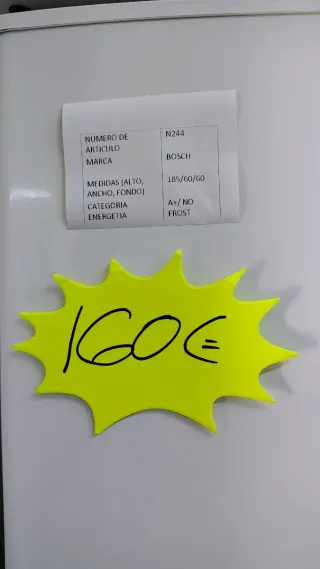 NUMERO DE ARTICULO N244
MARCA BOSCH
MEDIDAS (ALTO, ANCHO, FONDO) 185/60/60
CATEGORIA ENERGETIA A+/ NO FROST
160€